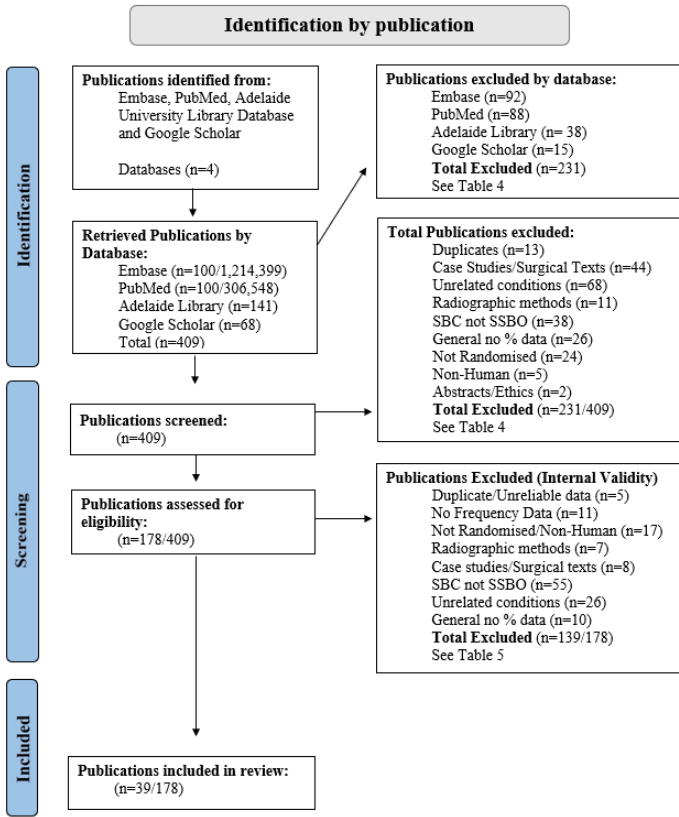 Identification by publication
Identification
Publications identified from:
Embase, PubMed, Adelaide
University Library Database
and Google Scholar
Databases (n=4)
Publications excluded by database:
Embase (n=92)
PubMed (n=88)
Adelaide Library (n= 38)
Google Scholar (n=15)
Total Excluded (n=231)
See Table 4
Retrieved Publications by
Database:
Embase (n=100/1,214,399)
PubMed (n=100/306,548)
Adelaide Library (n=141)
Google Scholar (n=68)
Total (n=409)
Total Publications excluded:
Duplicates (n=13)
Case Studies/Surgical Texts (n=44)
Unrelated conditions (n=68)
Radiographic methods (n=11)
SBC not SSBO (n=38)
General no % data (n=26)
Not Randomised (n=24)
Non-Human (n=5)
Abstracts/Ethics (n=2)
Total Excluded (n=231/409)
See Table 4
Screening
Publications screened:
(n=409)
Publications assessed for
eligibility:
(n=178/409)
Publications Excluded (Internal Validity)
Duplicate/Unreliable data (n=5)
No Frequency Data (n=11)
Not Randomised/Non-Human (n=17)
Radiographic methods (n=7)
Case studies/Surgical texts (n=8)
SBC not SSBO (n=55)
Unrelated conditions (n=26)
General no % data (n=10)
Total Excluded (n=139/178)
See Table 5
Included
Publications included in review:
(n=39/178)